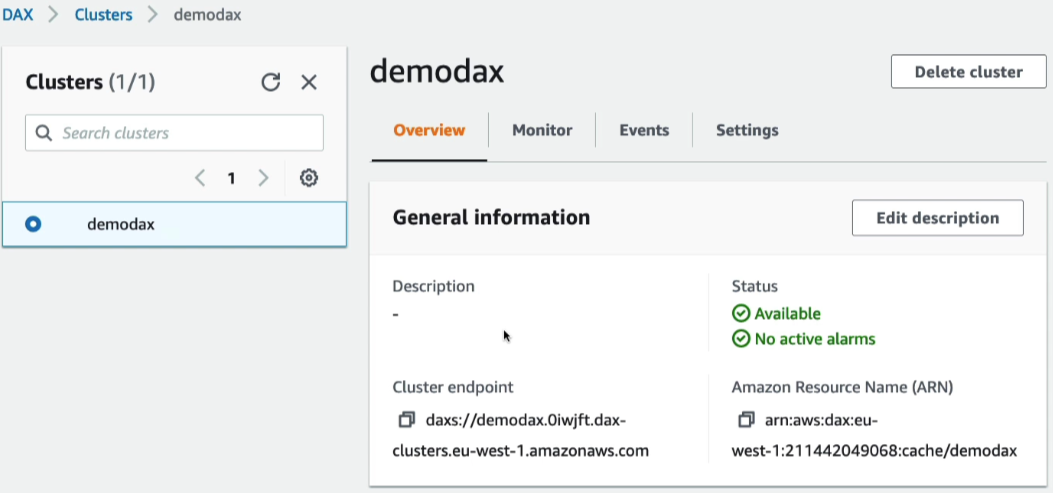 DAX > Clusters > demodax
Clusters (1/1)
Search clusters
1
demodax
demodax
Delete cluster
Overview
Monitor
Events
Settings
General information
Edit description
Description
-
Status
Available
No active alarms
Cluster endpoint
daxs://demodax.0iwjft.dax-
clusters.eu-west-1.amazonaws.com
Amazon Resource Name (ARN)
arn:aws:dax:eu-
west-1:211442049068:cache/demodax